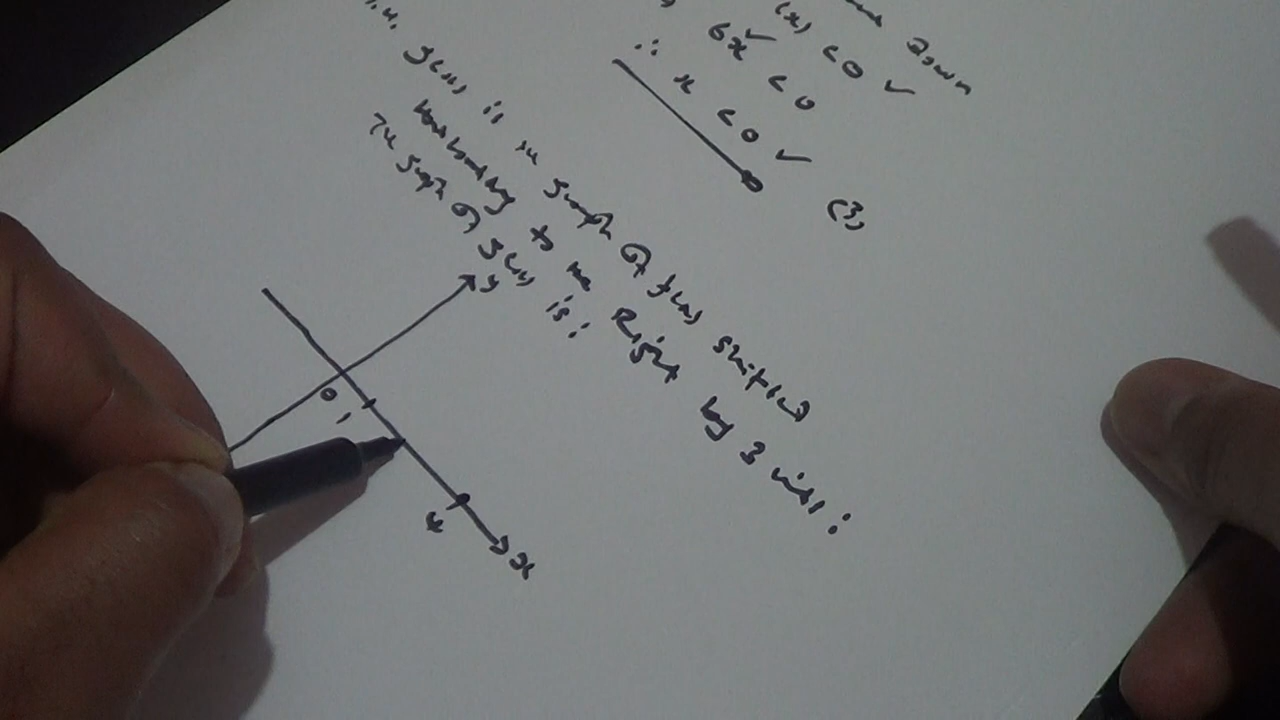 Down
(x) < 0 ✓
6x < 0
∴ x < 0 ✓ (3)
g(x) is the graph of f(x) shifted
to the Right by 3 units:
The graph of g(x) is:
y
0
1
4
x